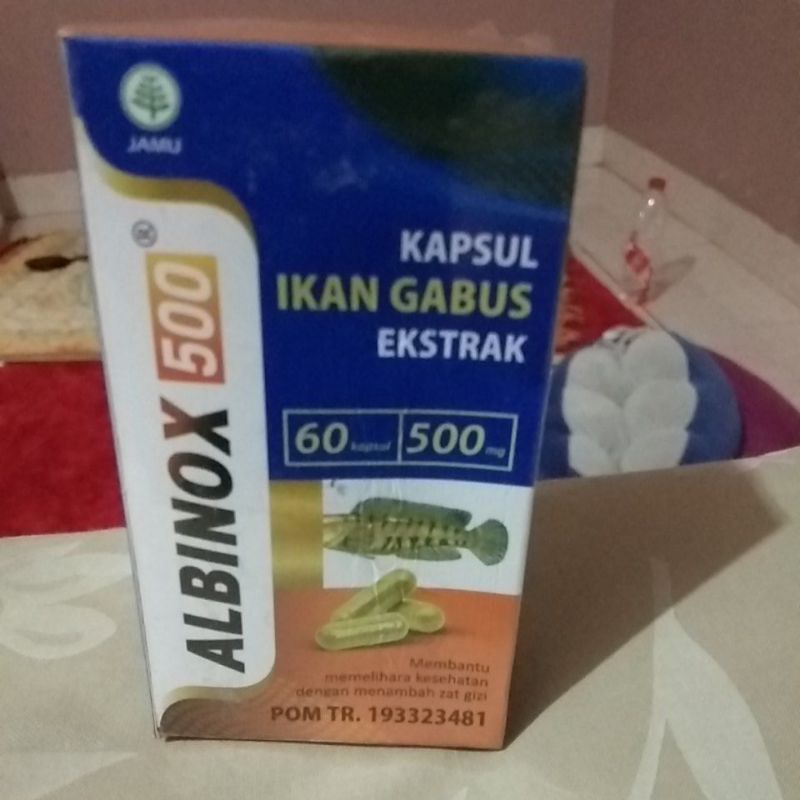 JAMU
ALBINOX 500
KAPSUL
IKAN GABUS
EKSTRAK
60 kapsul 500 mg
Membantu
memelihara kesehatan
dengan menambah zat gizi
POM TR. 193323481